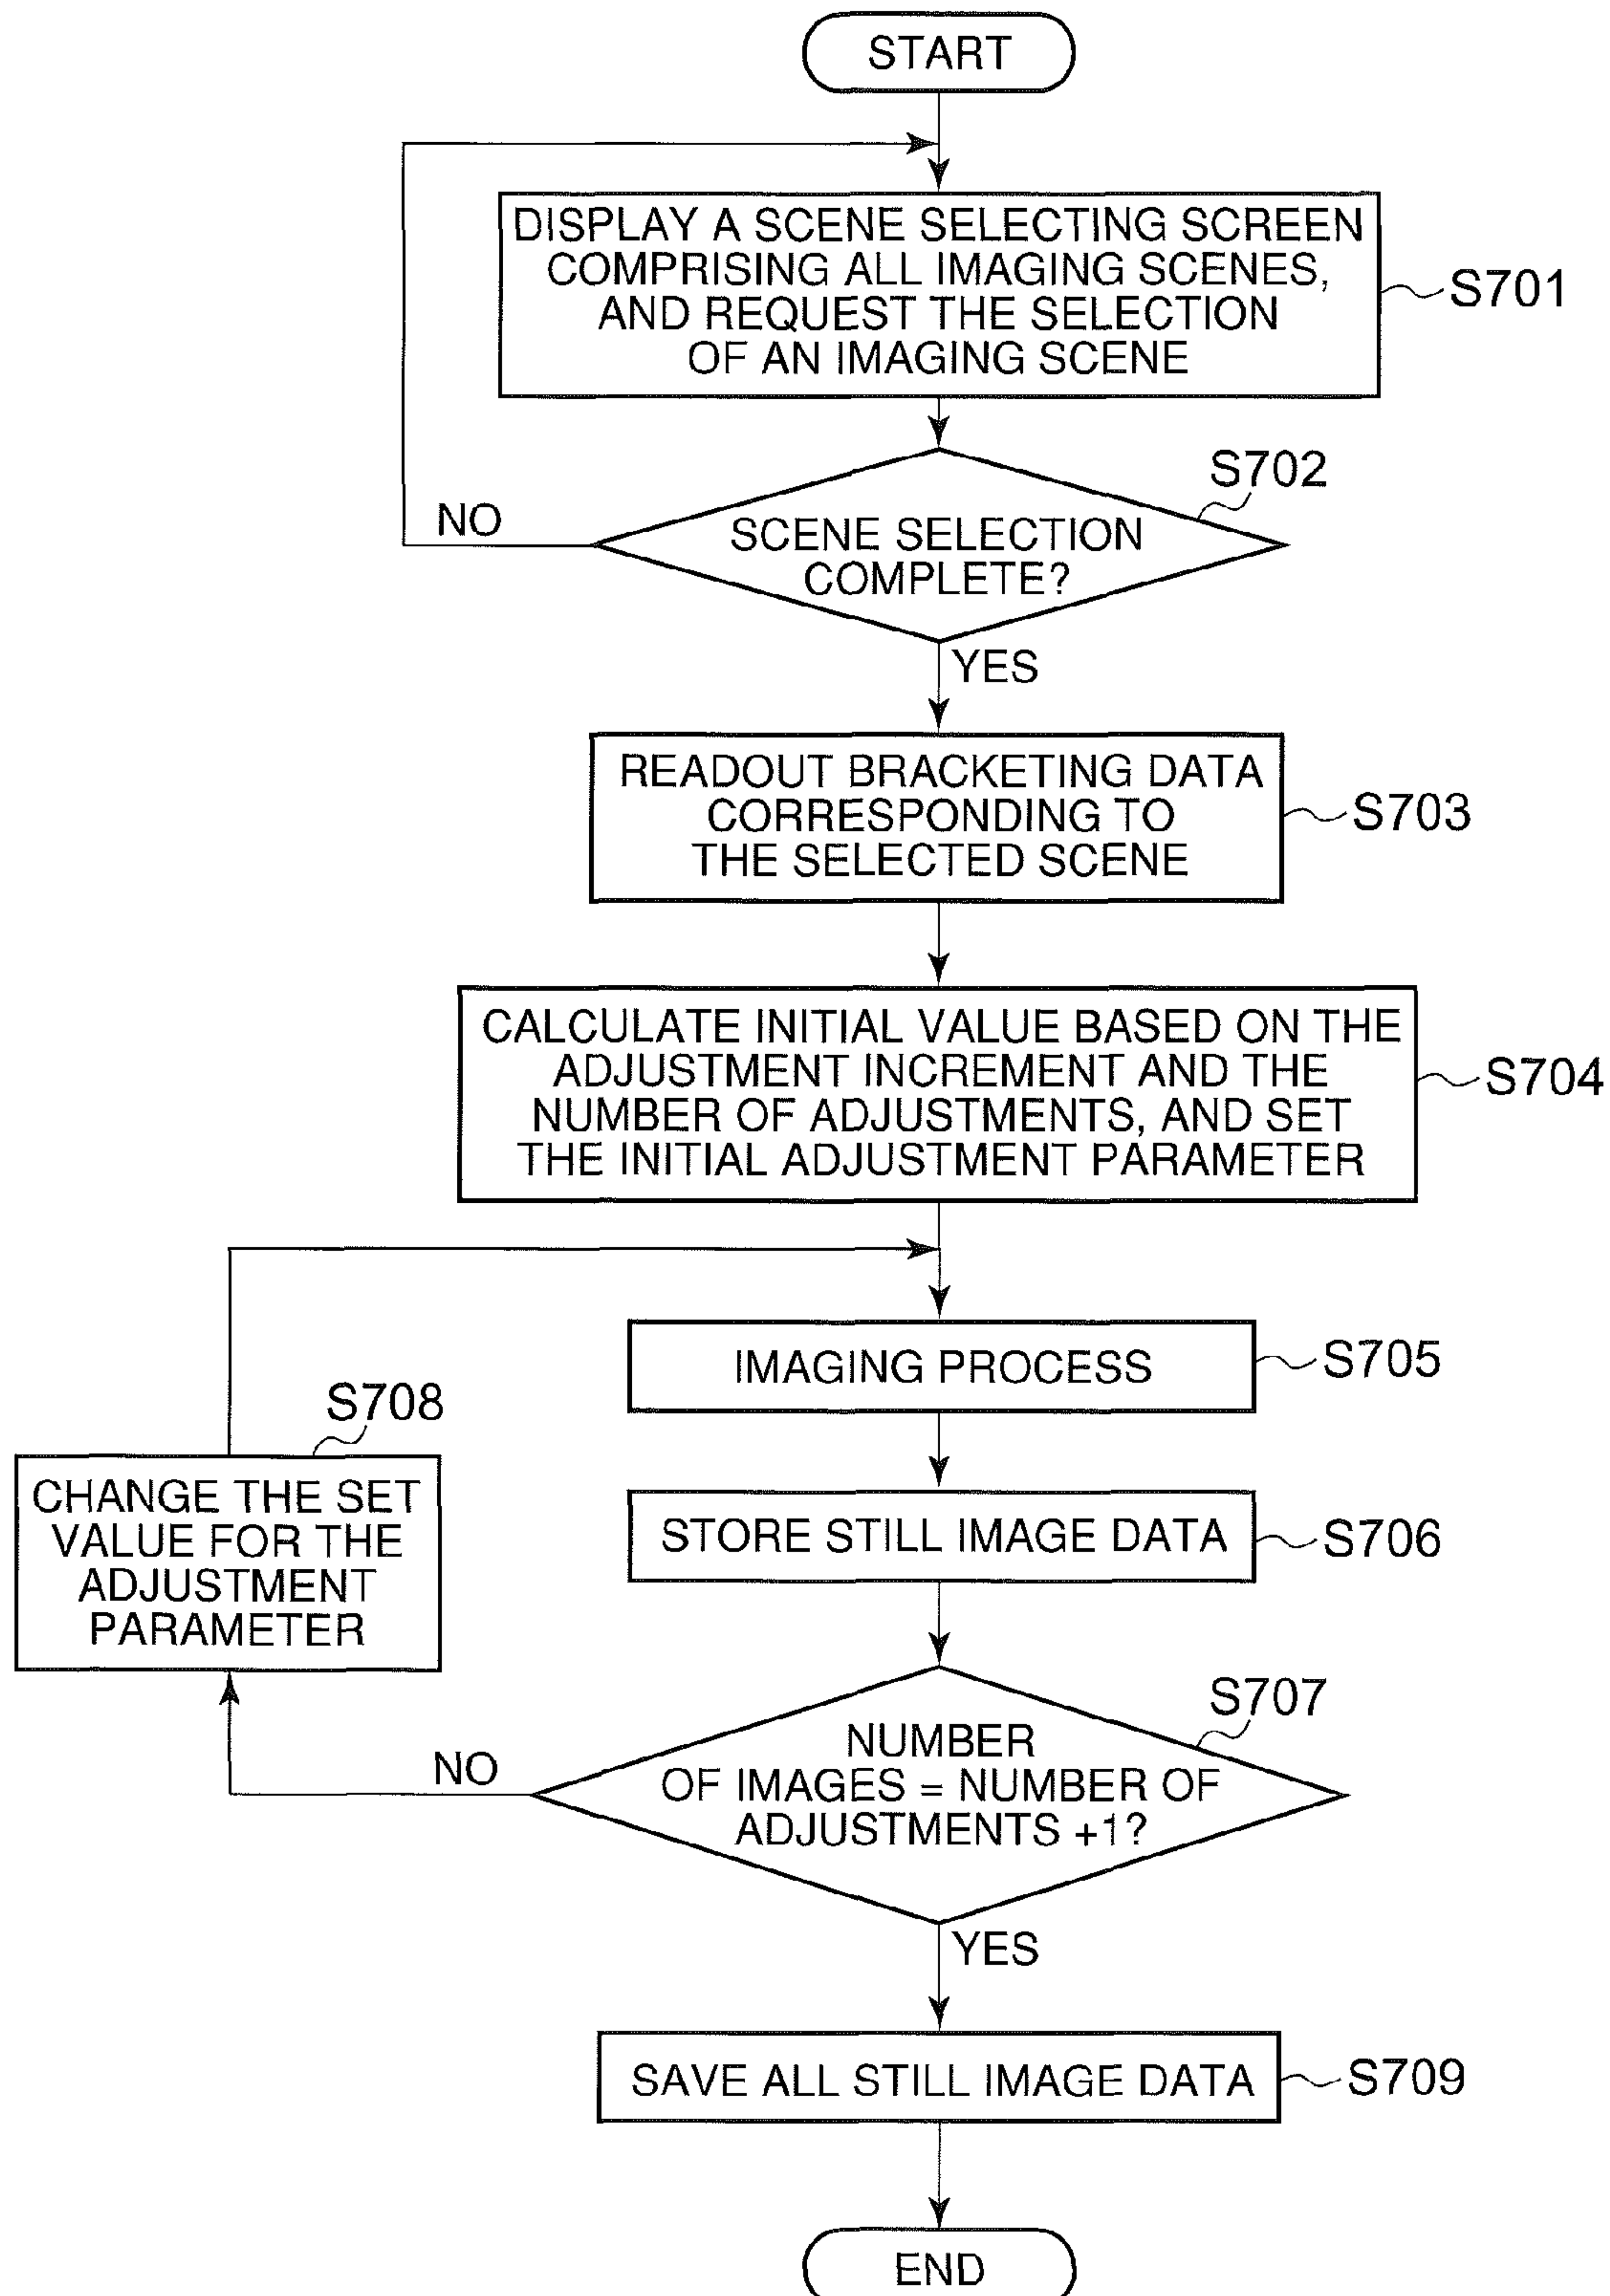 START
DISPLAY A SCENE SELECTING SCREEN
COMPRISING ALL IMAGING SCENES,
AND REQUEST THE SELECTION
OF AN IMAGING SCENE
S701
S702
SCENE SELECTION
COMPLETE?
NO
YES
READOUT BRACKETING DATA
CORRESPONDING TO
THE SELECTED SCENE
S703
CALCULATE INITIAL VALUE BASED ON THE
ADJUSTMENT INCREMENT AND THE
NUMBER OF ADJUSTMENTS, AND SET
THE INITIAL ADJUSTMENT PARAMETER
S704
IMAGING PROCESS
S705
STORE STILL IMAGE DATA
S706
S707
NUMBER
OF IMAGES = NUMBER OF
ADJUSTMENTS +1?
NO
S708
CHANGE THE SET
VALUE FOR THE
ADJUSTMENT
PARAMETER
YES
SAVE ALL STILL IMAGE DATA
S709
END